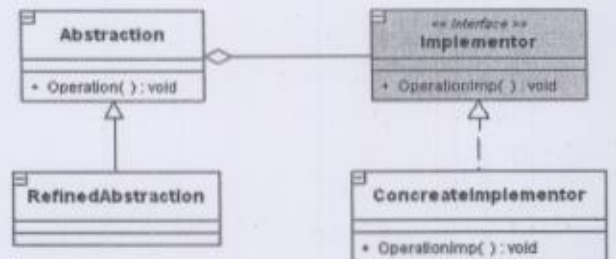 Abstraction
+ Operation( ) : void
<< Interface >>
Implementor
+ OperationImp( ) : void
RefinedAbstraction
ConcreateImplementor
+ OperationImp( ) : void